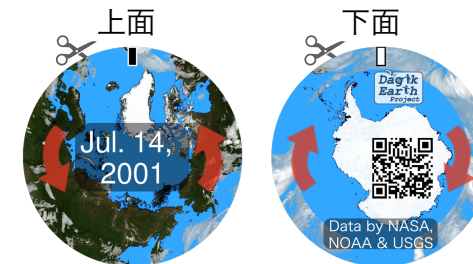 上面
下面
Jul. 14,
2001
Dagik
Earth
Project
Data by NASA,
NOAA & USGS